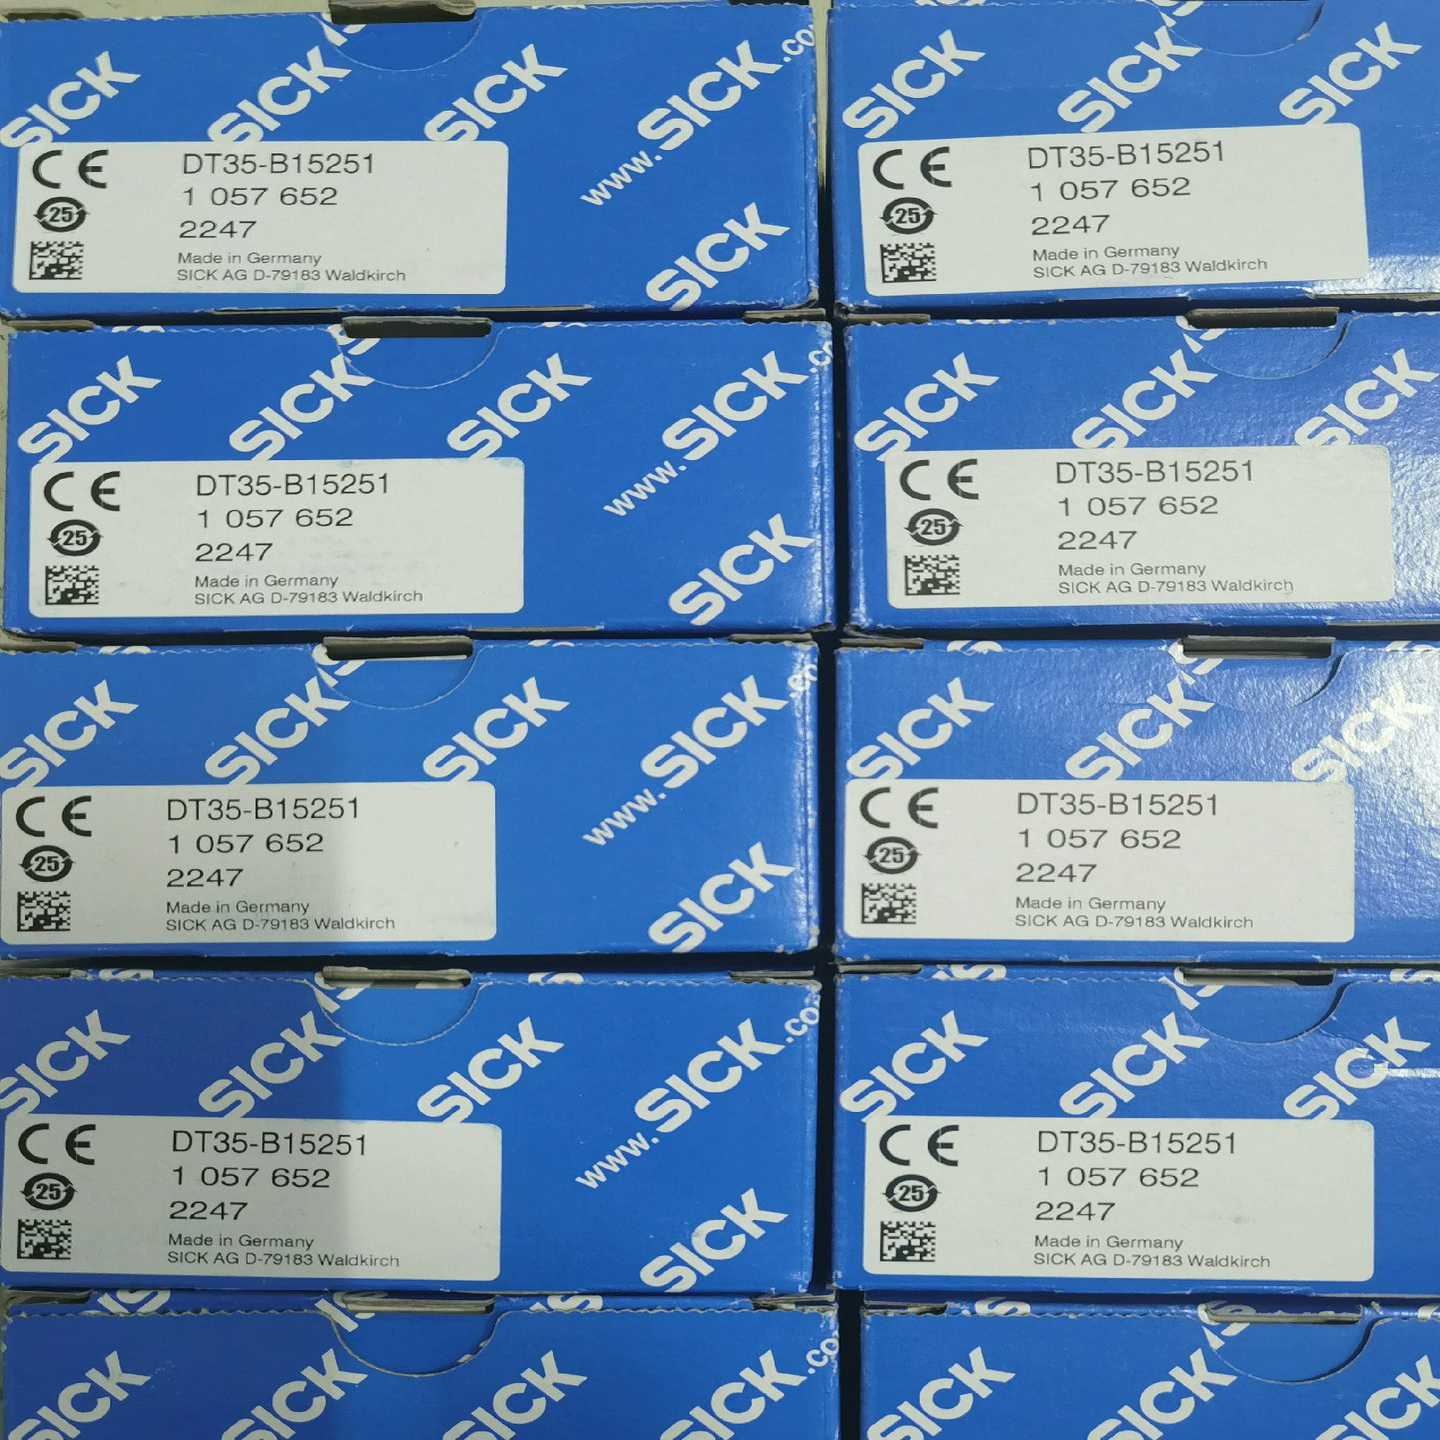 SICK SICK SICK www.SICK.co
CE DT35-B15251
25 1 057 652
2247
Made in Germany
SICK AG D-79183 Waldkirch
SICK
SICK SICK SICK
CE DT35-B15251
25 1 057 652
2247
Made in Germany
SICK AG D-79183 Waldkirch
SICK SICK SICK www.SICK.c
CE DT35-B15251
25 1 057 652
2247
Made in Germany
SICK AG D-79183 Waldkirch
SICK
SICK SICK SICK
CE DT35-B15251
25 1 057 652
2247
Made in Germany
SICK AG D-79183 Waldkirch
SICK SICK SICK www.SICK.c
CE DT35-B15251
25 1 057 652
2247
Made in Germany
SICK AG D-79183 Waldkirch
SICK
SICK SICK SICK
CE DT35-B15251
25 1 057 652
2247
Made in Germany
SICK AG D-79183 Waldkirch
SICK SICK SICK www.SICK.co
CE DT35-B15251
25 1 057 652
2247
Made in Germany
SICK AG D-79183 Waldkirch
SICK
SICK SICK SICK
CE DT35-B15251
25 1 057 652
2247
Made in Germany
SICK AG D-79183 Waldkirch
SICK SICK SICK SICK.co
SICK SICK SICK